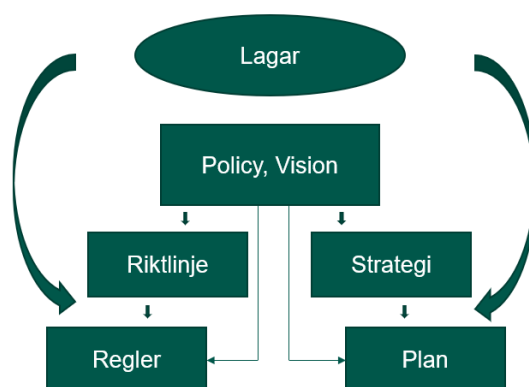 Lagar
Policy, Vision
Riktlinje
Strategi
Regler
Plan